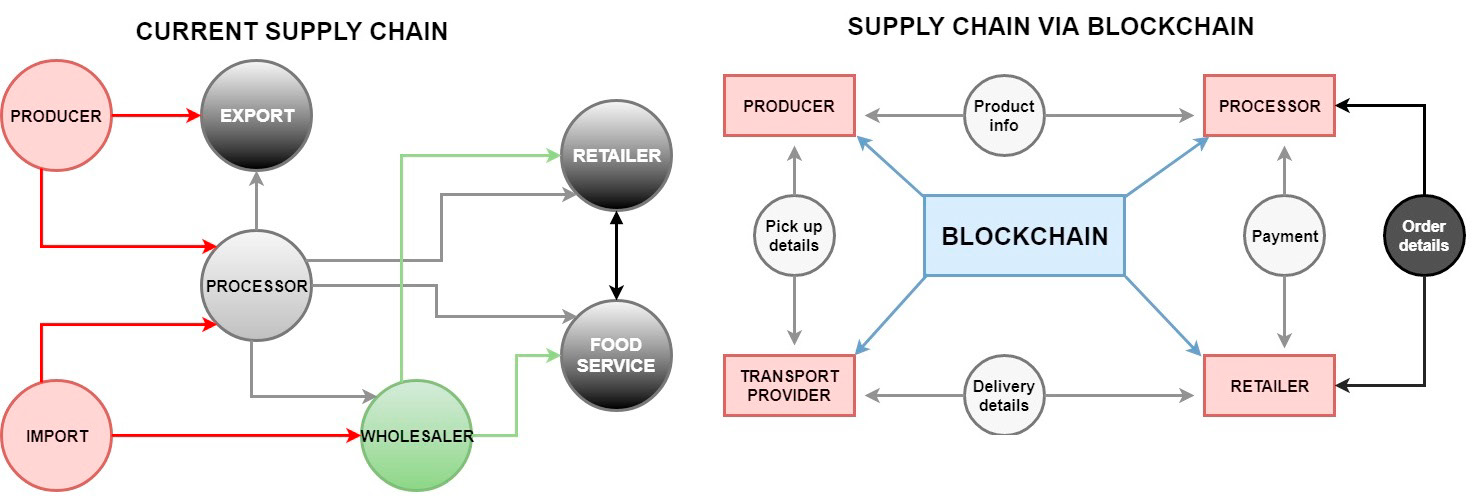 CURRENT SUPPLY CHAIN
PRODUCER
EXPORT
RETAILER
PROCESSOR
FOOD
SERVICE
IMPORT
WHOLESALER
SUPPLY CHAIN VIA BLOCKCHAIN
PRODUCER
Product
info
PROCESSOR
Pick up
details
BLOCKCHAIN
Payment
Order
details
TRANSPORT
PROVIDER
Delivery
details
RETAILER